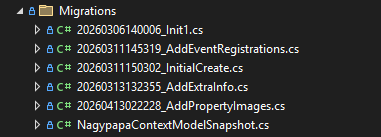 Migrations
C# 20260306140006_Init1.cs
C# 20260311145319_AddEventRegistrations.cs
C# 20260311150302_InitialCreate.cs
C# 20260313132355_AddExtraInfo.cs
C# 20260413022228_AddPropertyImages.cs
C# NagypapaContextModelSnapshot.cs